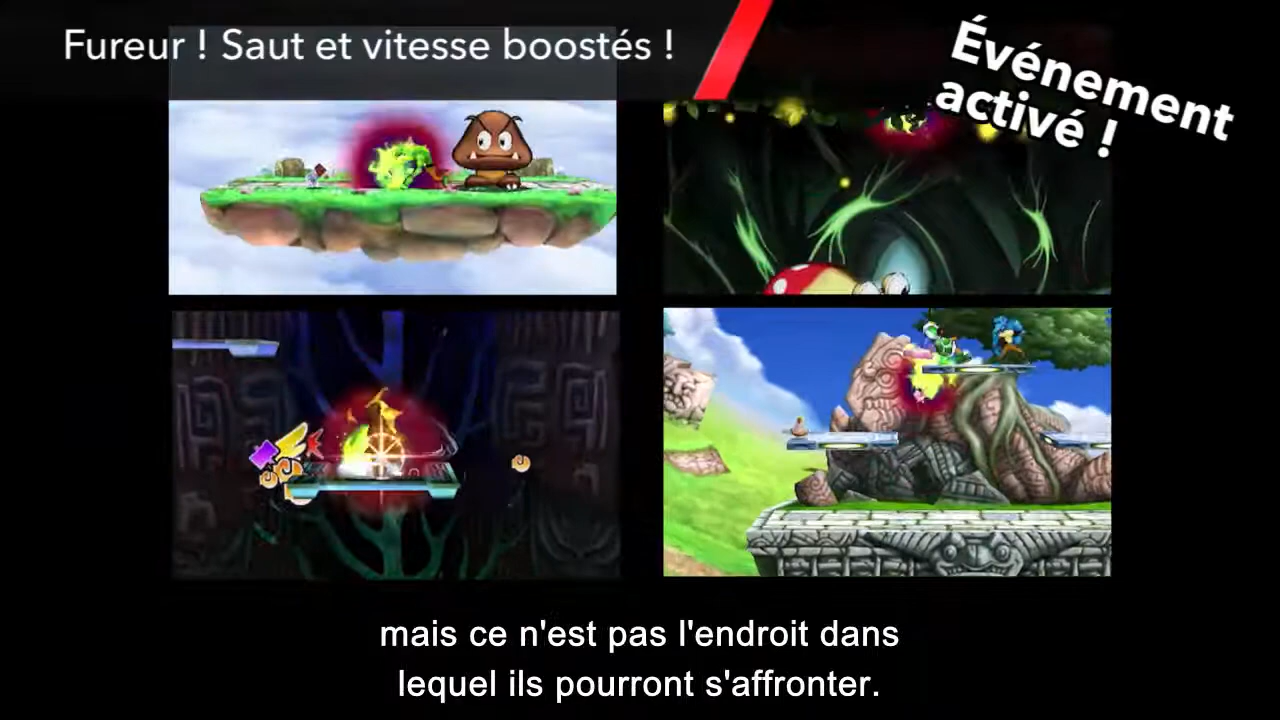 Fureur ! Saut et vitesse boostés !
Événement
activé !
mais ce n'est pas l'endroit dans
lequel ils pourront s'affronter.